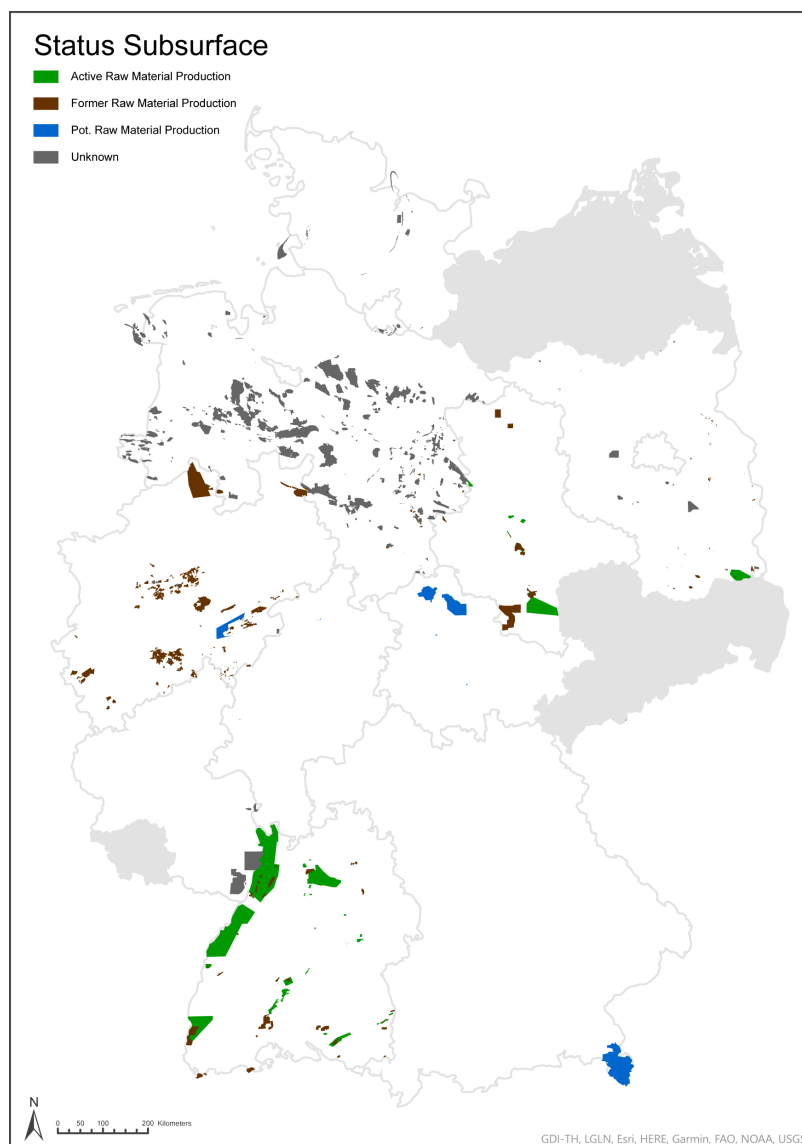 Status Subsurface
Active Raw Material Production
Former Raw Material Production
Pot. Raw Material Production
Unknown
N
0 50 100 200 Kilometers
GDI-TH, LGLN, Esri, HERE, Garmin, FAO, NOAA, USGS